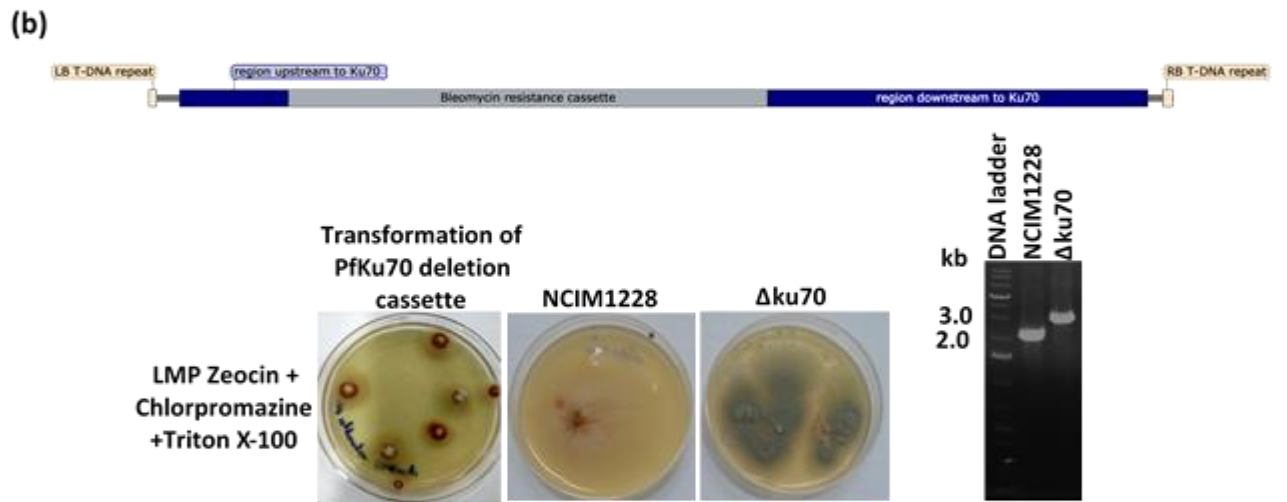 (b)
LB T-DNA repeat
region upstream to Ku70
RB T-DNA repeat
Bleomycin resistance cassette
region downstream to Ku70
Transformation of
PfKu70 deletion
cassette
NCIM1228
Δku70
LMP Zeocin +
Chlorpromazine
+Triton X-100
kb
DNA ladder
NCIM1228
Δku70
3.0
2.0